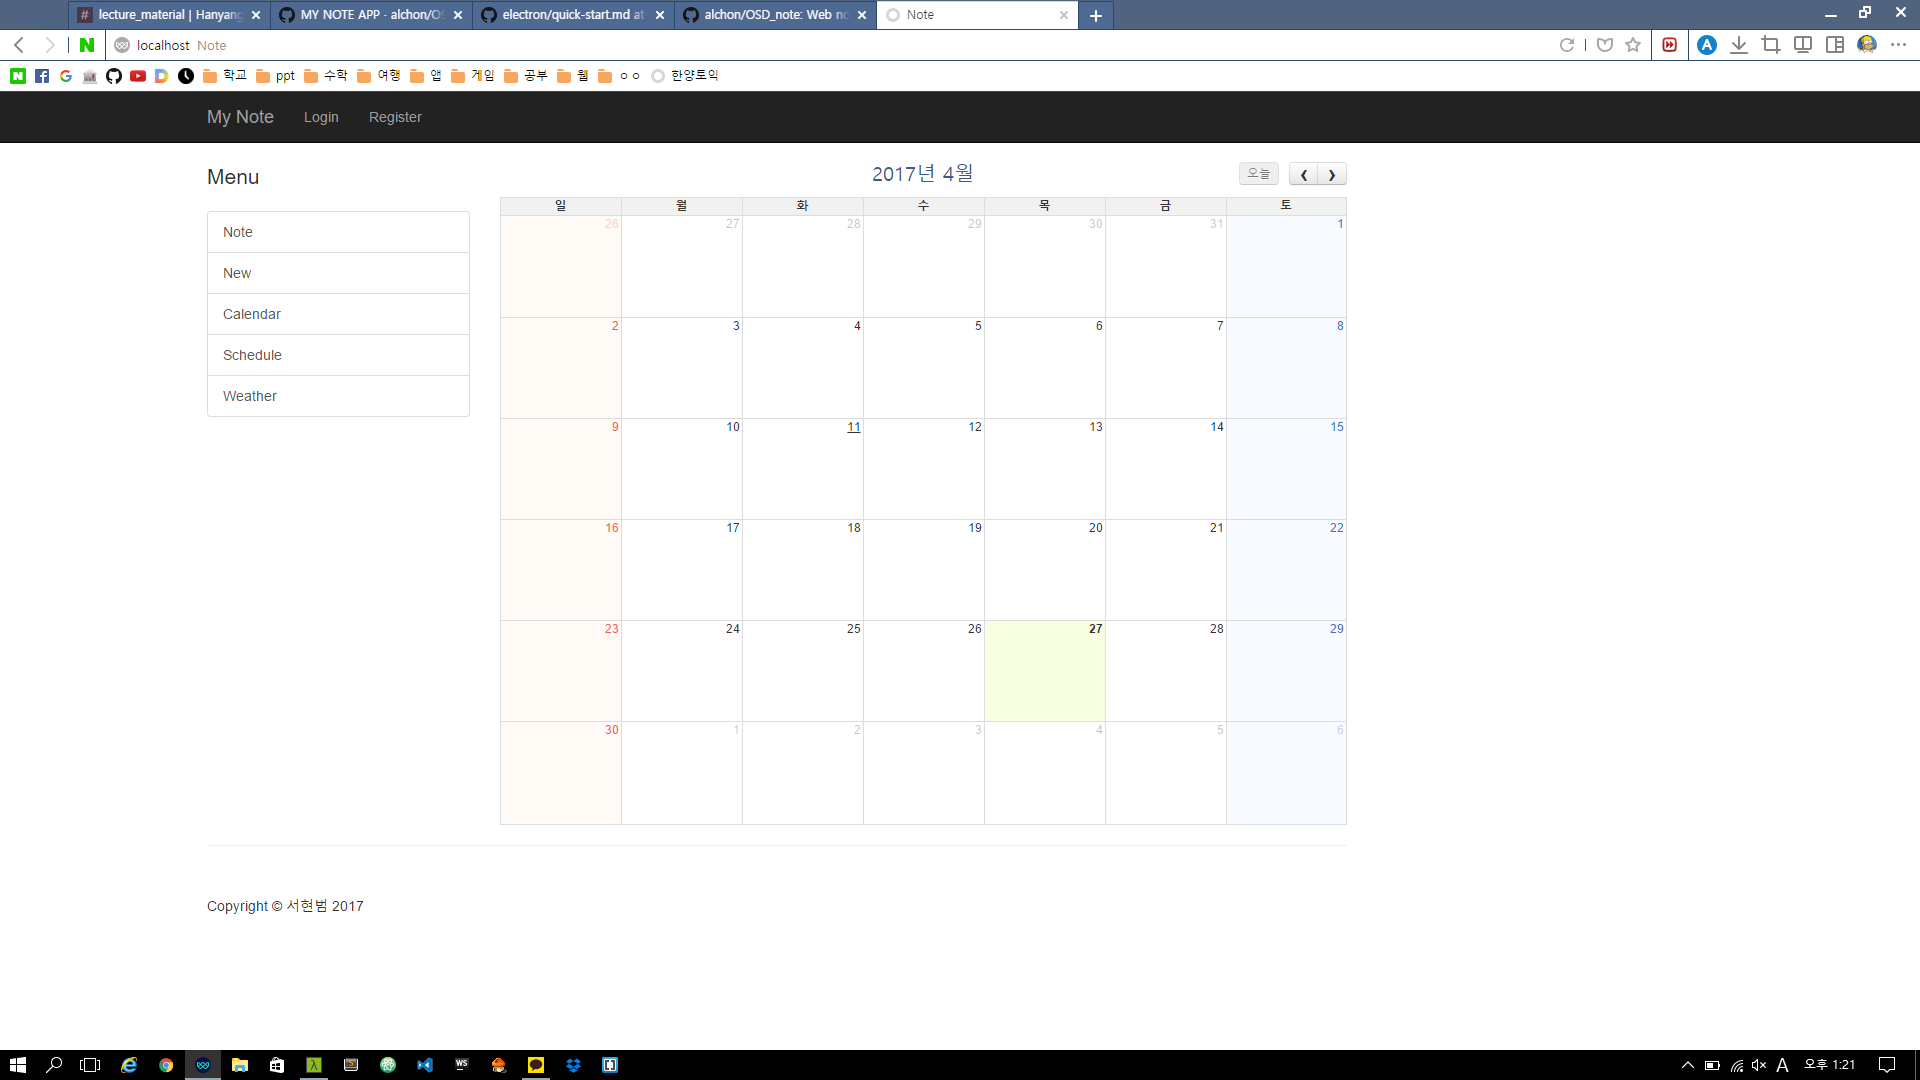 lecture_material | Hanyang
MY NOTE APP - alchon/OS
electron/quick-start.md at
alchon/OSD_note: Web no
Note
localhost Note
학교 ppt 수학 여행 앱 게임 공부 웹 ㅇㅇ 한양토익
My Note Login Register
Menu
Note
New
Calendar
Schedule
Weather
2017년 4월
오늘
일 월 화 수 목 금 토
26 27 28 29 30 31 1
2 3 4 5 6 7 8
9 10 11 12 13 14 15
16 17 18 19 20 21 22
23 24 25 26 27 28 29
30 1 2 3 4 5 6
Copyright © 서현범 2017
A 오후 1:21